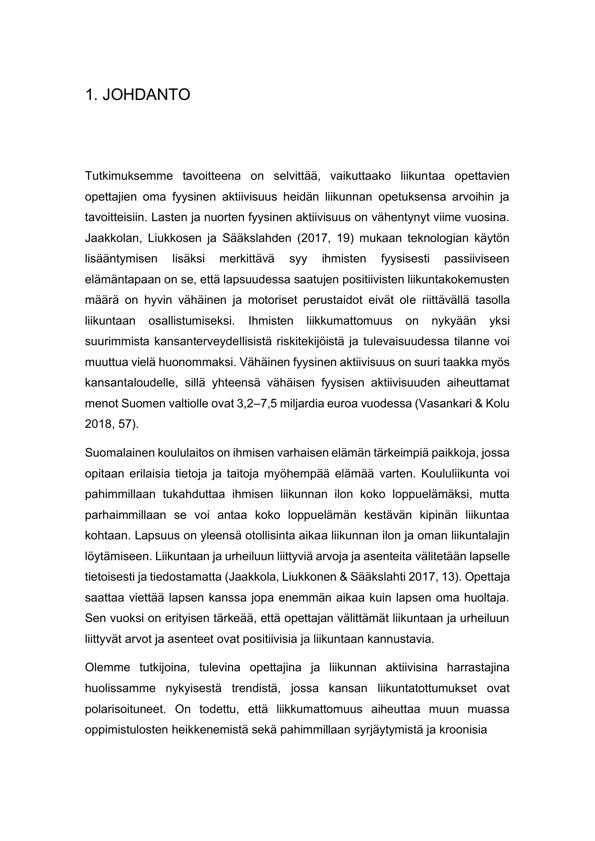 1. JOHDANTO
Tutkimuksemme tavoitteena on selvittää, vaikuttaako liikuntaa opettavien
opettajien oma fyysinen aktiivisuus heidän liikunnan opetuksensa arvoihin ja
tavoitteisiin. Lasten ja nuorten fyysinen aktiivisuus on vähentynyt viime vuosina.
Jaakkolan, Liukkosen ja Sääkslahden (2017, 19) mukaan teknologian käytön
lisääntymisen lisäksi merkittävä syy ihmisten fyysisesti passiiviseen
elämäntapaan on se, että lapsuudessa saatujen positiivisten liikuntakokemusten
määrä on hyvin vähäinen ja motoriset perustaidot eivät ole riittävällä tasolla
liikuntaan osallistumiseksi. Ihmisten liikkumattomuus on nykyään yksi
suurimmista kansanterveydellisistä riskitekijöistä ja tulevaisuudessa tilanne voi
muuttua vielä huonommaksi. Vähäinen fyysinen aktiivisuus on suuri taakka myös
kansantaloudelle, sillä yhteensä vähäisen fyysisen aktiivisuuden aiheuttamat
menot Suomen valtiolle ovat 3,2–7,5 miljardia euroa vuodessa (Vasankari & Kolu
2018, 57).
Suomalainen koululaitos on ihmisen varhaisen elämän tärkeimpiä paikkoja, jossa
opitaan erilaisia tietoja ja taitoja myöhempää elämää varten. Koululiikunta voi
pahimmillaan tukahduttaa ihmisen liikunnan ilon koko loppuelämäksi, mutta
parhaimmillaan se voi antaa koko loppuelämän kestävän kipinän liikuntaa
kohtaan. Lapsuus on yleensä otollisinta aikaa liikunnan ilon ja oman liikuntalajin
löytämiseen. Liikuntaan ja urheiluun liittyviä arvoja ja asenteita välitetään lapselle
tietoisesti ja tiedostamatta (Jaakkola, Liukkonen & Sääkslahti 2017, 13). Opettaja
saattaa viettää lapsen kanssa jopa enemmän aikaa kuin lapsen oma huoltaja.
Sen vuoksi on erityisen tärkeää, että opettajan välittämät liikuntaan ja urheiluun
liittyvät arvot ja asenteet ovat positiivisia ja liikuntaan kannustavia.
Olemme tutkijoina, tulevina opettajina ja liikunnan aktiivisina harrastajina
huolissamme nykyisestä trendistä, jossa kansan liikuntatottumukset ovat
polarisoituneet. On todettu, että liikkumattomuus aiheuttaa muun muassa
oppimistulosten heikkenemistä sekä pahimmillaan syrjäytymistä ja kroonisia